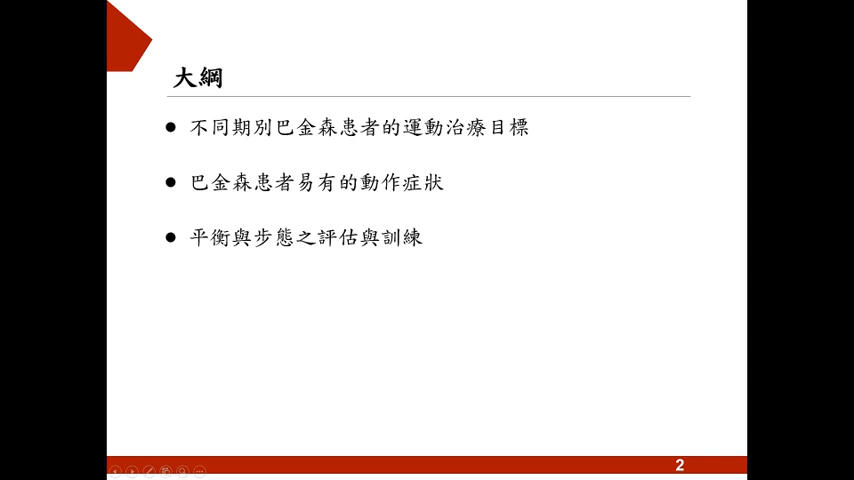 大綱
● 不同期別巴金森患者的運動治療目標
● 巴金森患者易有的動作症狀
● 平衡與步態之評估與訓練
2